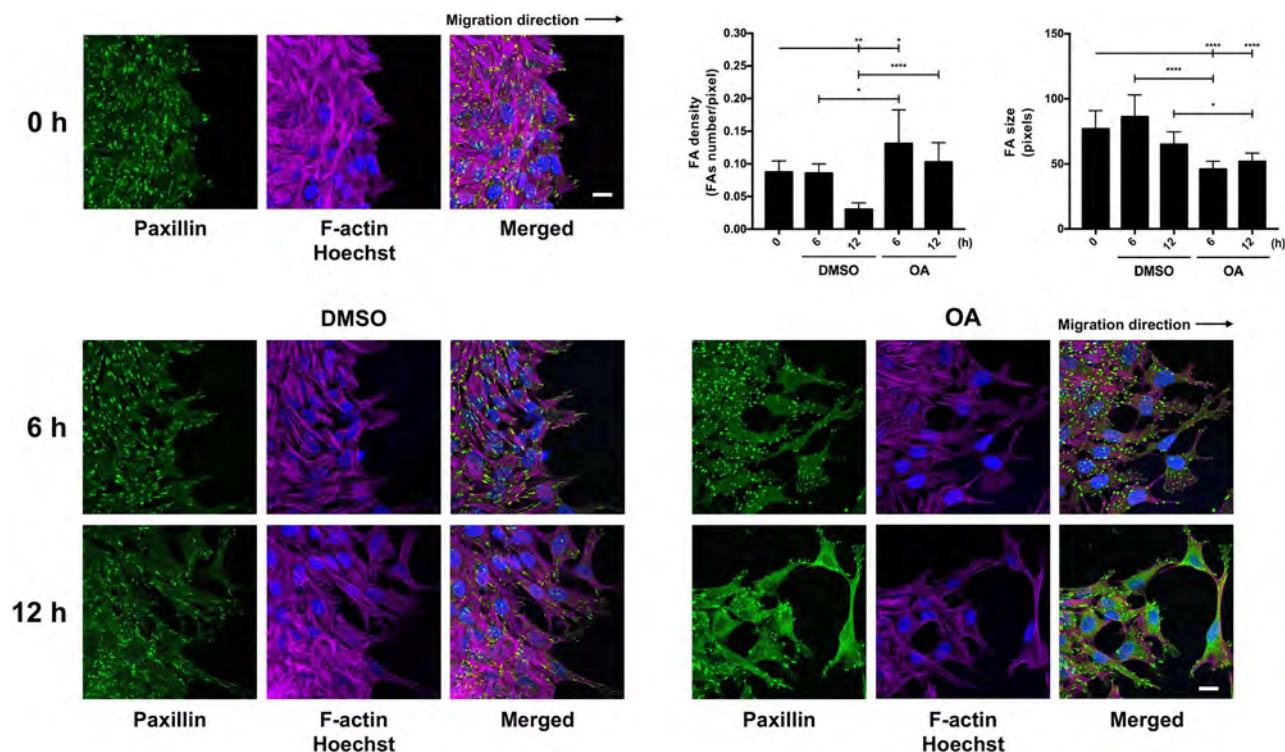 Migration direction
0 h
Paxillin
F-actin
Hoechst
Merged
0.30
0.25
0.20
0.15
0.10
0.05
0.00
FA density
(FAs number/pixel)
**
*
****
*
0
6
12
6
12
(h)
DMSO
OA
150
100
50
0
FA size
(pixels)
****
****
****
*
0
6
12
6
12
(h)
DMSO
OA
DMSO
6 h
12 h
Paxillin
F-actin
Hoechst
Merged
OA
Migration direction
Paxillin
F-actin
Hoechst
Merged